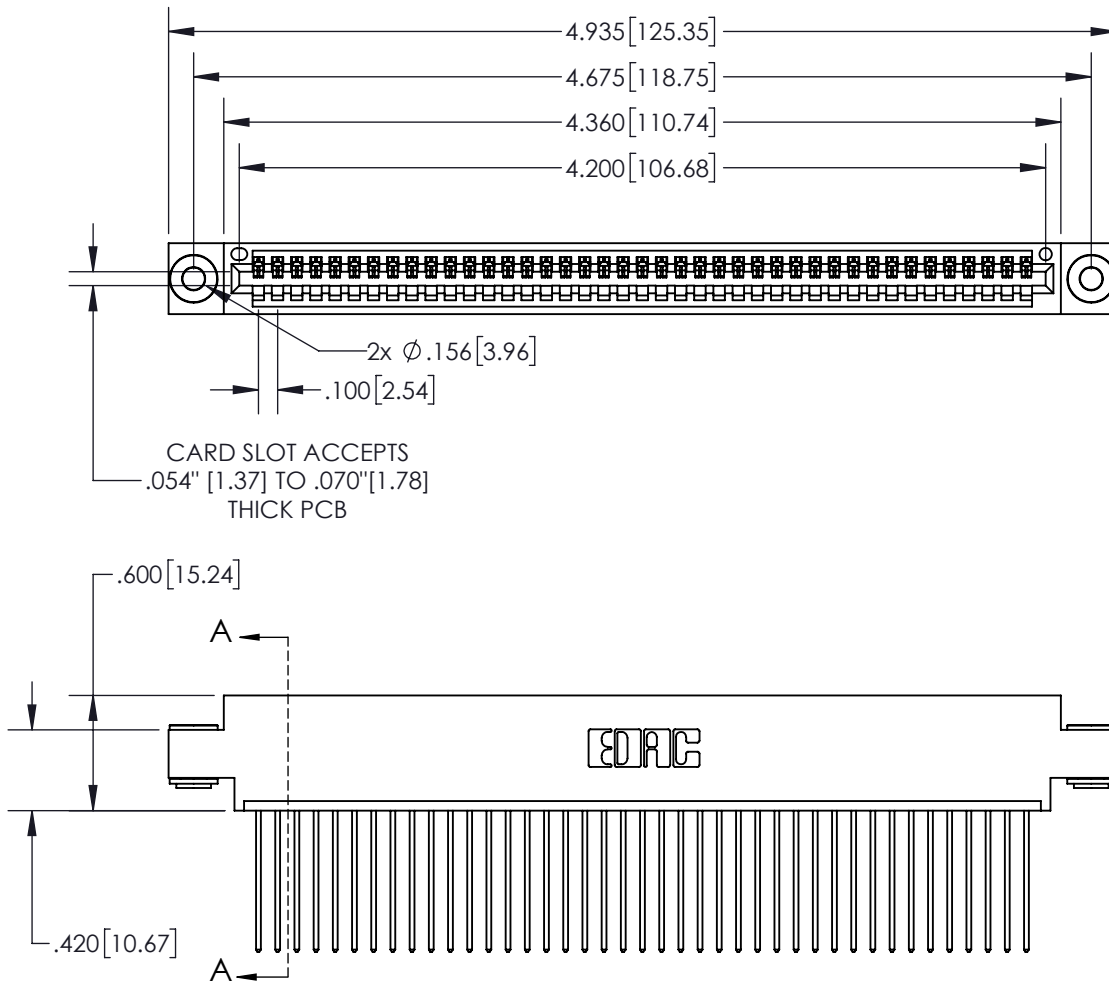 4.935[125.35]
4.675[118.75]
4.360[110.74]
4.200[106.68]
2x Ø .156[3.96]
.100[2.54]
CARD SLOT ACCEPTS
.054" [1.37] TO .070"[1.78]
THICK PCB
.600[15.24]
A
EDAC
.420[10.67]
A